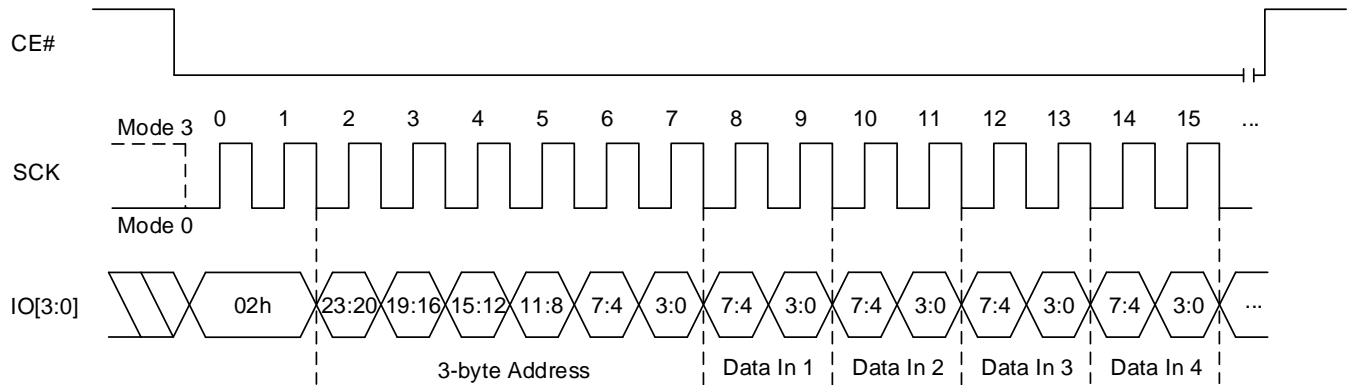 CE#
0 1 2 3 4 5 6 7 8 9 10 11 12 13 14 15 ...
Mode 3
SCK
Mode 0
IO[3:0] 02h 23:20 19:16 15:12 11:8 7:4 3:0 7:4 3:0 7:4 3:0 7:4 3:0 7:4 3:0 ...
3-byte Address Data In 1 Data In 2 Data In 3 Data In 4